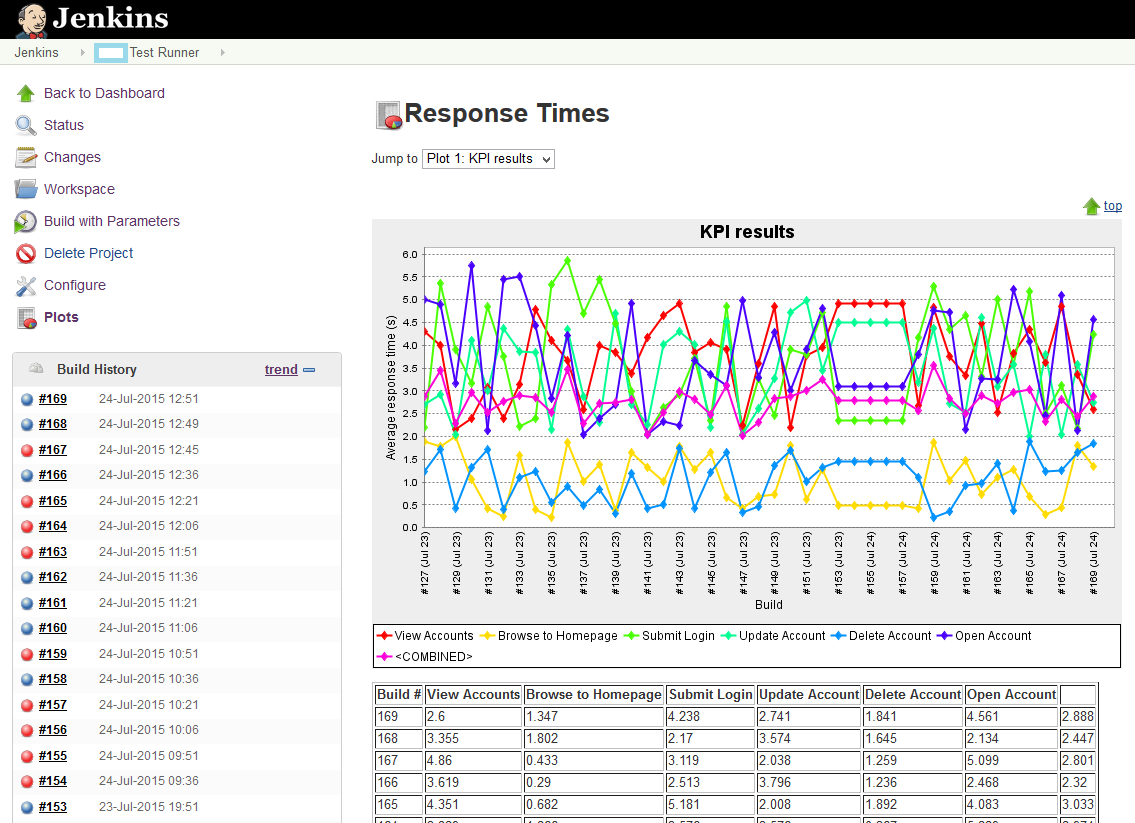 Jenkins
Jenkins Test Runner
Back to Dashboard
Status
Changes
Workspace
Build with Parameters
Delete Project
Configure
Plots
Build History trend
#169 24-Jul-2015 12:51
#168 24-Jul-2015 12:49
#167 24-Jul-2015 12:45
#166 24-Jul-2015 12:36
#165 24-Jul-2015 12:21
#164 24-Jul-2015 12:06
#163 24-Jul-2015 11:51
#162 24-Jul-2015 11:36
#161 24-Jul-2015 11:21
#160 24-Jul-2015 11:06
#159 24-Jul-2015 10:51
#158 24-Jul-2015 10:36
#157 24-Jul-2015 10:21
#156 24-Jul-2015 10:06
#155 24-Jul-2015 09:51
#154 24-Jul-2015 09:36
#153 23-Jul-2015 19:51
Response Times
Jump to Plot 1: KPI results
top
KPI results
Average response time (s)
6.0
5.5
5.0
4.5
4.0
3.5
3.0
2.5
2.0
1.5
1.0
0.5
0.0
#127 (Jul 23)
#129 (Jul 23)
#131 (Jul 23)
#133 (Jul 23)
#135 (Jul 23)
#137 (Jul 23)
#139 (Jul 23)
#141 (Jul 23)
#143 (Jul 23)
#145 (Jul 23)
#147 (Jul 23)
#149 (Jul 23)
#151 (Jul 23)
#153 (Jul 23)
#155 (Jul 24)
#157 (Jul 24)
#159 (Jul 24)
#161 (Jul 24)
#163 (Jul 24)
#165 (Jul 24)
#167 (Jul 24)
#169 (Jul 24)
Build
View Accounts Browse to Homepage Submit Login Update Account Delete Account Open Account
<COMBINED>
Build # View Accounts Browse to Homepage Submit Login Update Account Delete Account Open Account
169 2.6 1.347 4.238 2.741 1.841 4.561 2.888
168 3.355 1.802 2.17 3.574 1.645 2.134 2.447
167 4.86 0.433 3.119 2.038 1.259 5.099 2.801
166 3.619 0.29 2.513 3.796 1.236 2.468 2.32
165 4.351 0.682 5.181 2.008 1.892 4.083 3.033